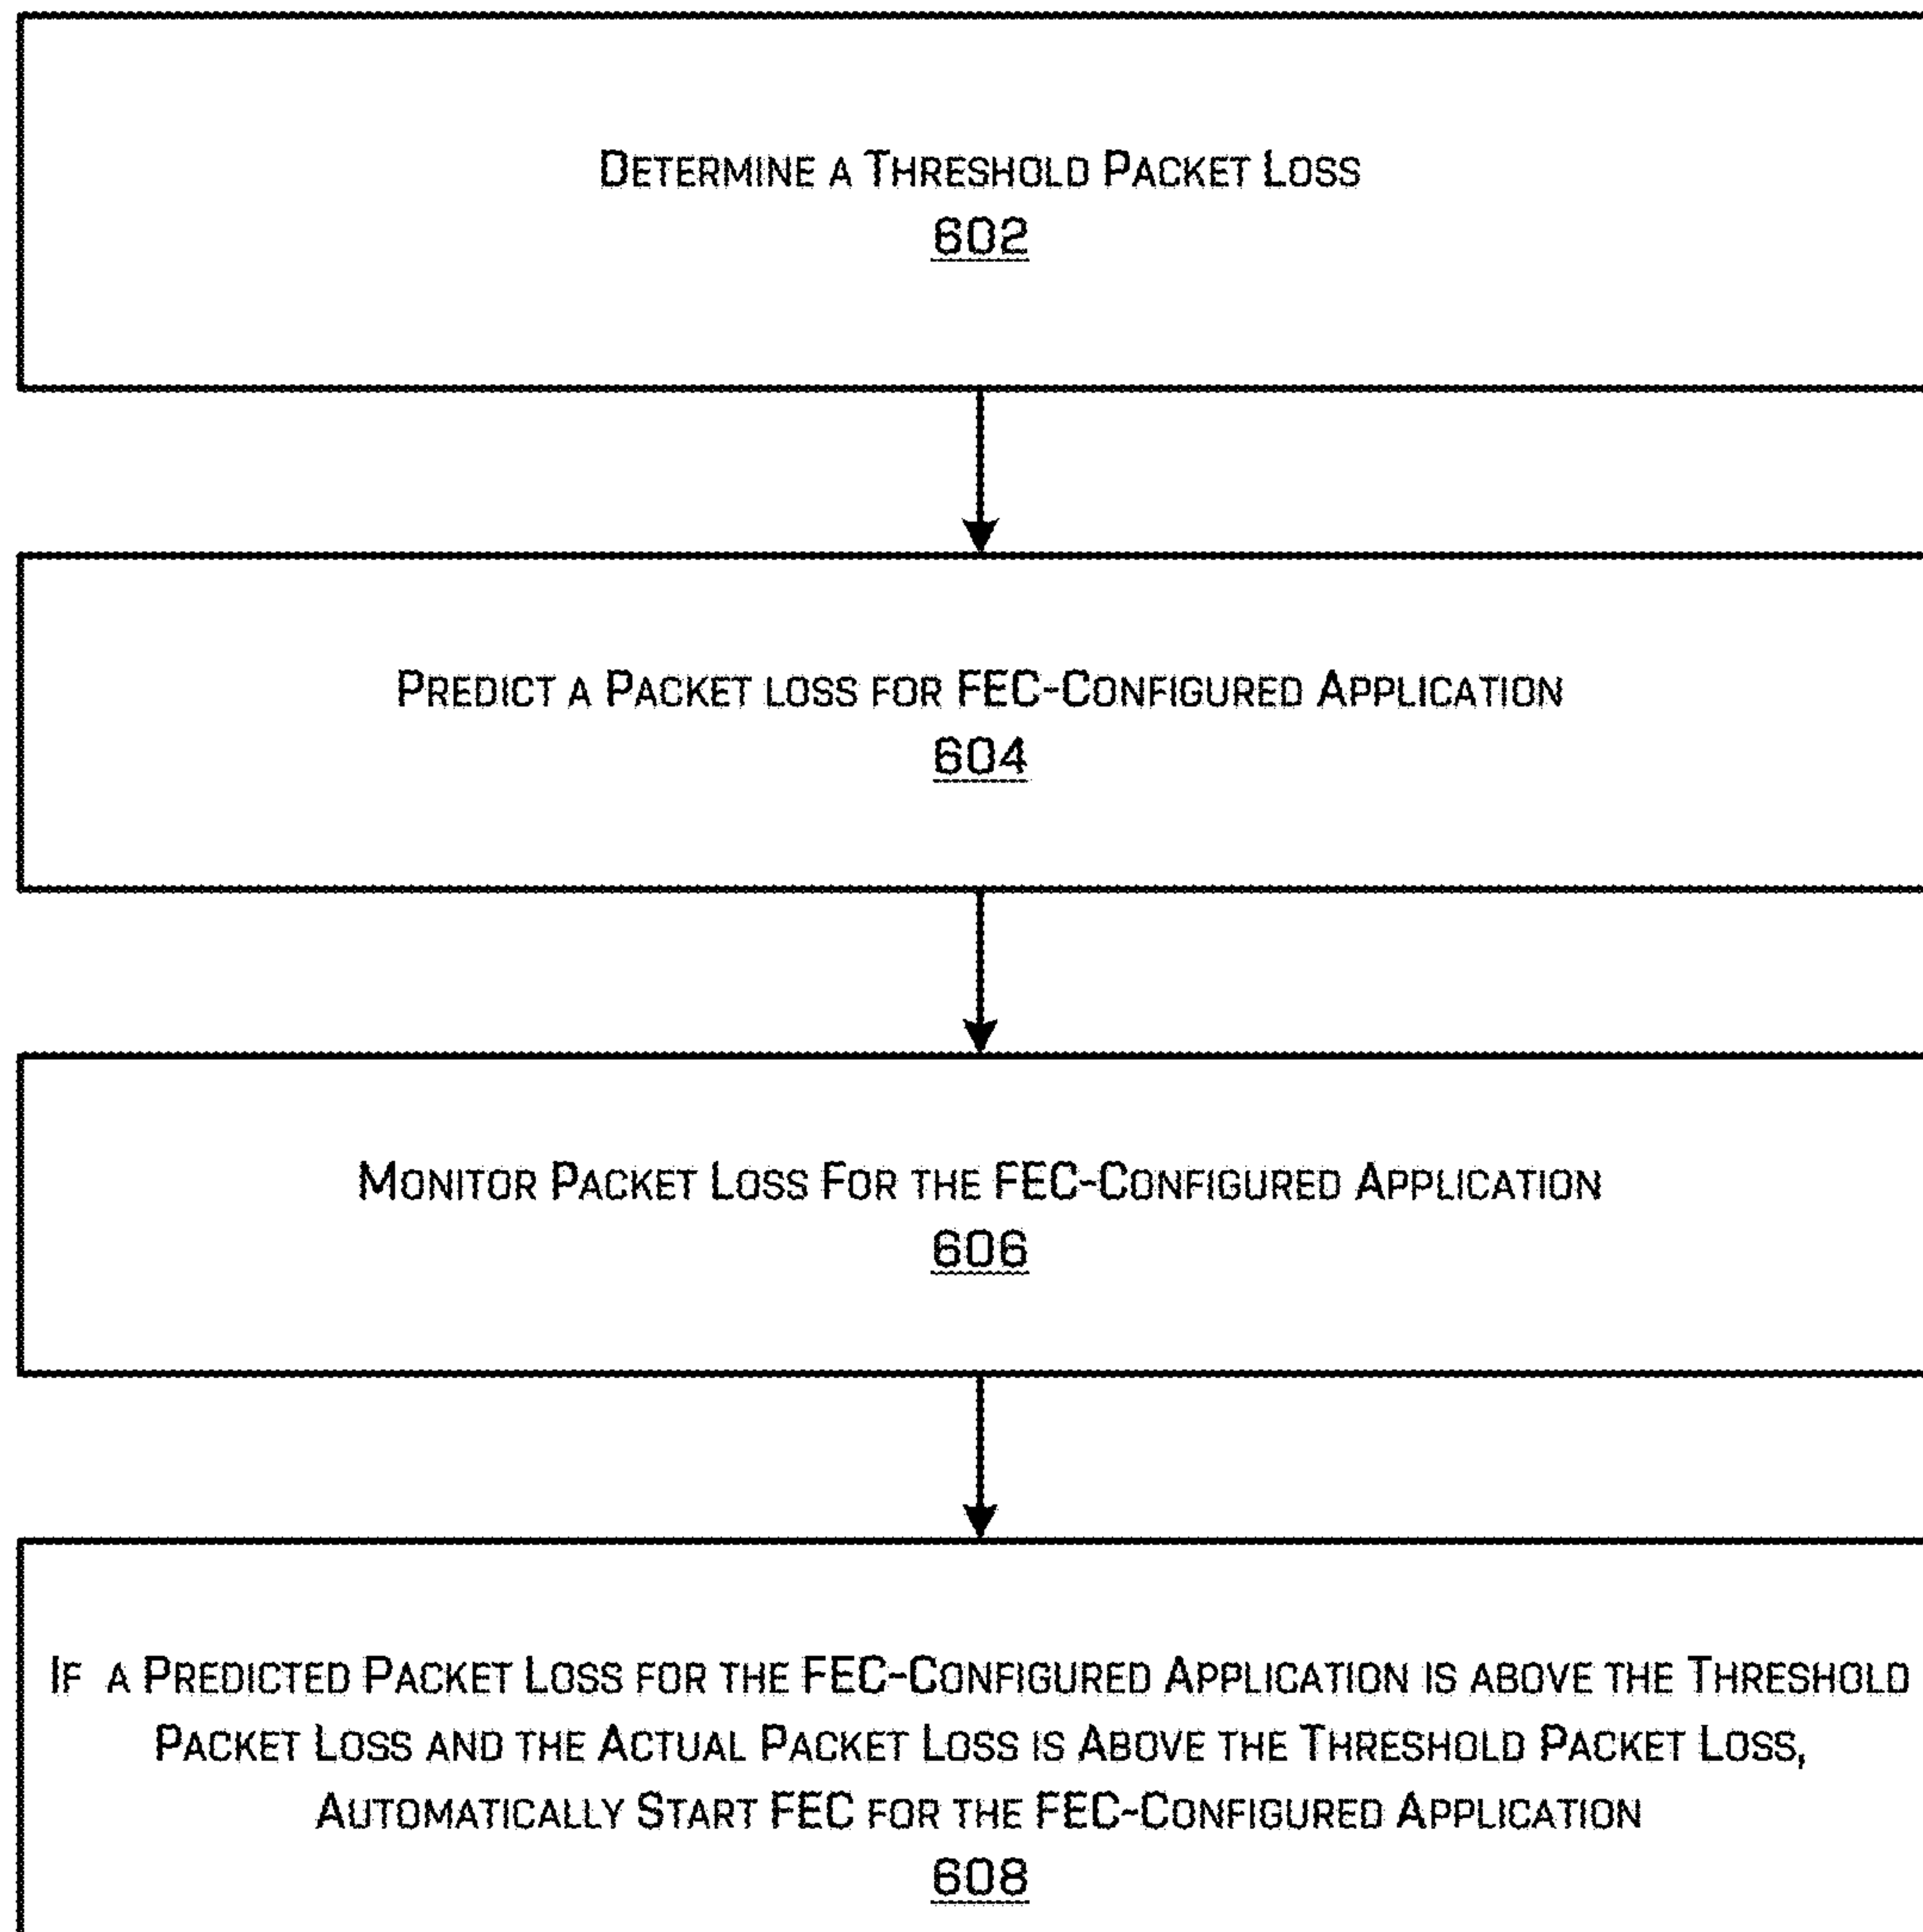 Determine a Threshold Packet Loss
602
Predict a Packet loss for FEC-Configured Application
604
Monitor Packet Loss For the FEC-Configured Application
606
If a Predicted Packet Loss for the FEC-Configured Application is above the Threshold
Packet Loss and the Actual Packet Loss is Above the Threshold Packet Loss,
Automatically Start FEC for the FEC-Configured Application
608